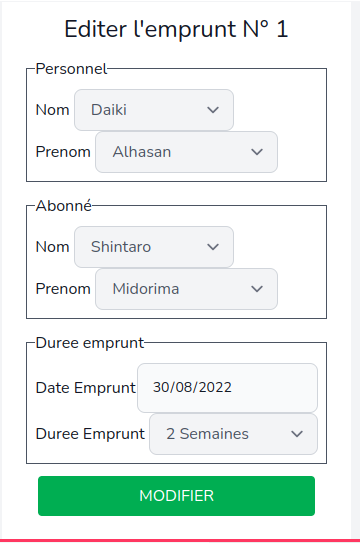 Editer l'emprunt N° 1
Personnel
Nom Daiki
Prenom Alhasan
Abonné
Nom Shintaro
Prenom Midorima
Duree emprunt
Date Emprunt 30/08/2022
Duree Emprunt 2 Semaines
MODIFIER